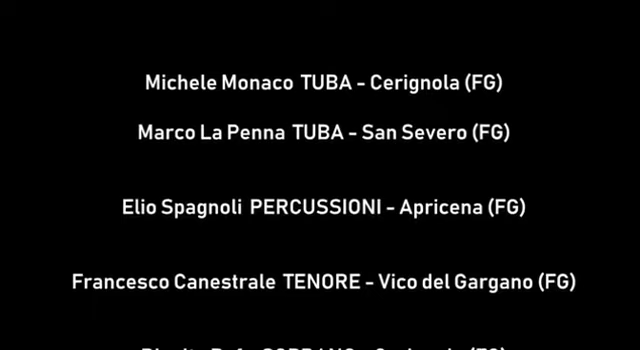 Michele Monaco TUBA - Cerignola (FG)
Marco La Penna TUBA - San Severo (FG)
Elio Spagnoli PERCUSSIONI - Apricena (FG)
Francesco Canestrale TENORE - Vico del Gargano (FG)